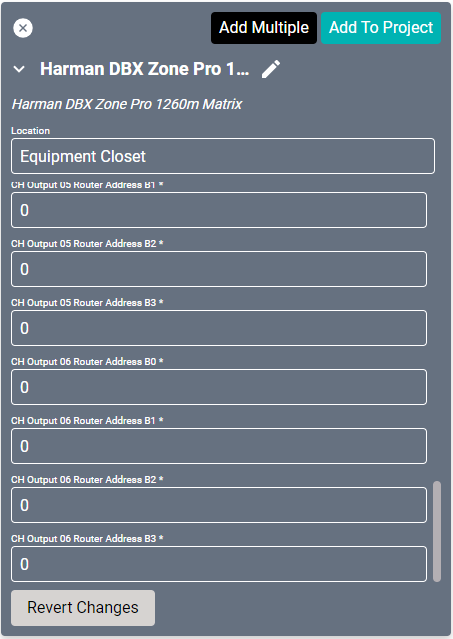 Add Multiple
Add To Project
Harman DBX Zone Pro 1...
Harman DBX Zone Pro 1260m Matrix
Location
Equipment Closet
CH Output 05 Router Address B1 *
0
CH Output 05 Router Address B2 *
0
CH Output 05 Router Address B3 *
0
CH Output 06 Router Address B0 *
0
CH Output 06 Router Address B1 *
0
CH Output 06 Router Address B2 *
0
CH Output 06 Router Address B3 *
0
Revert Changes